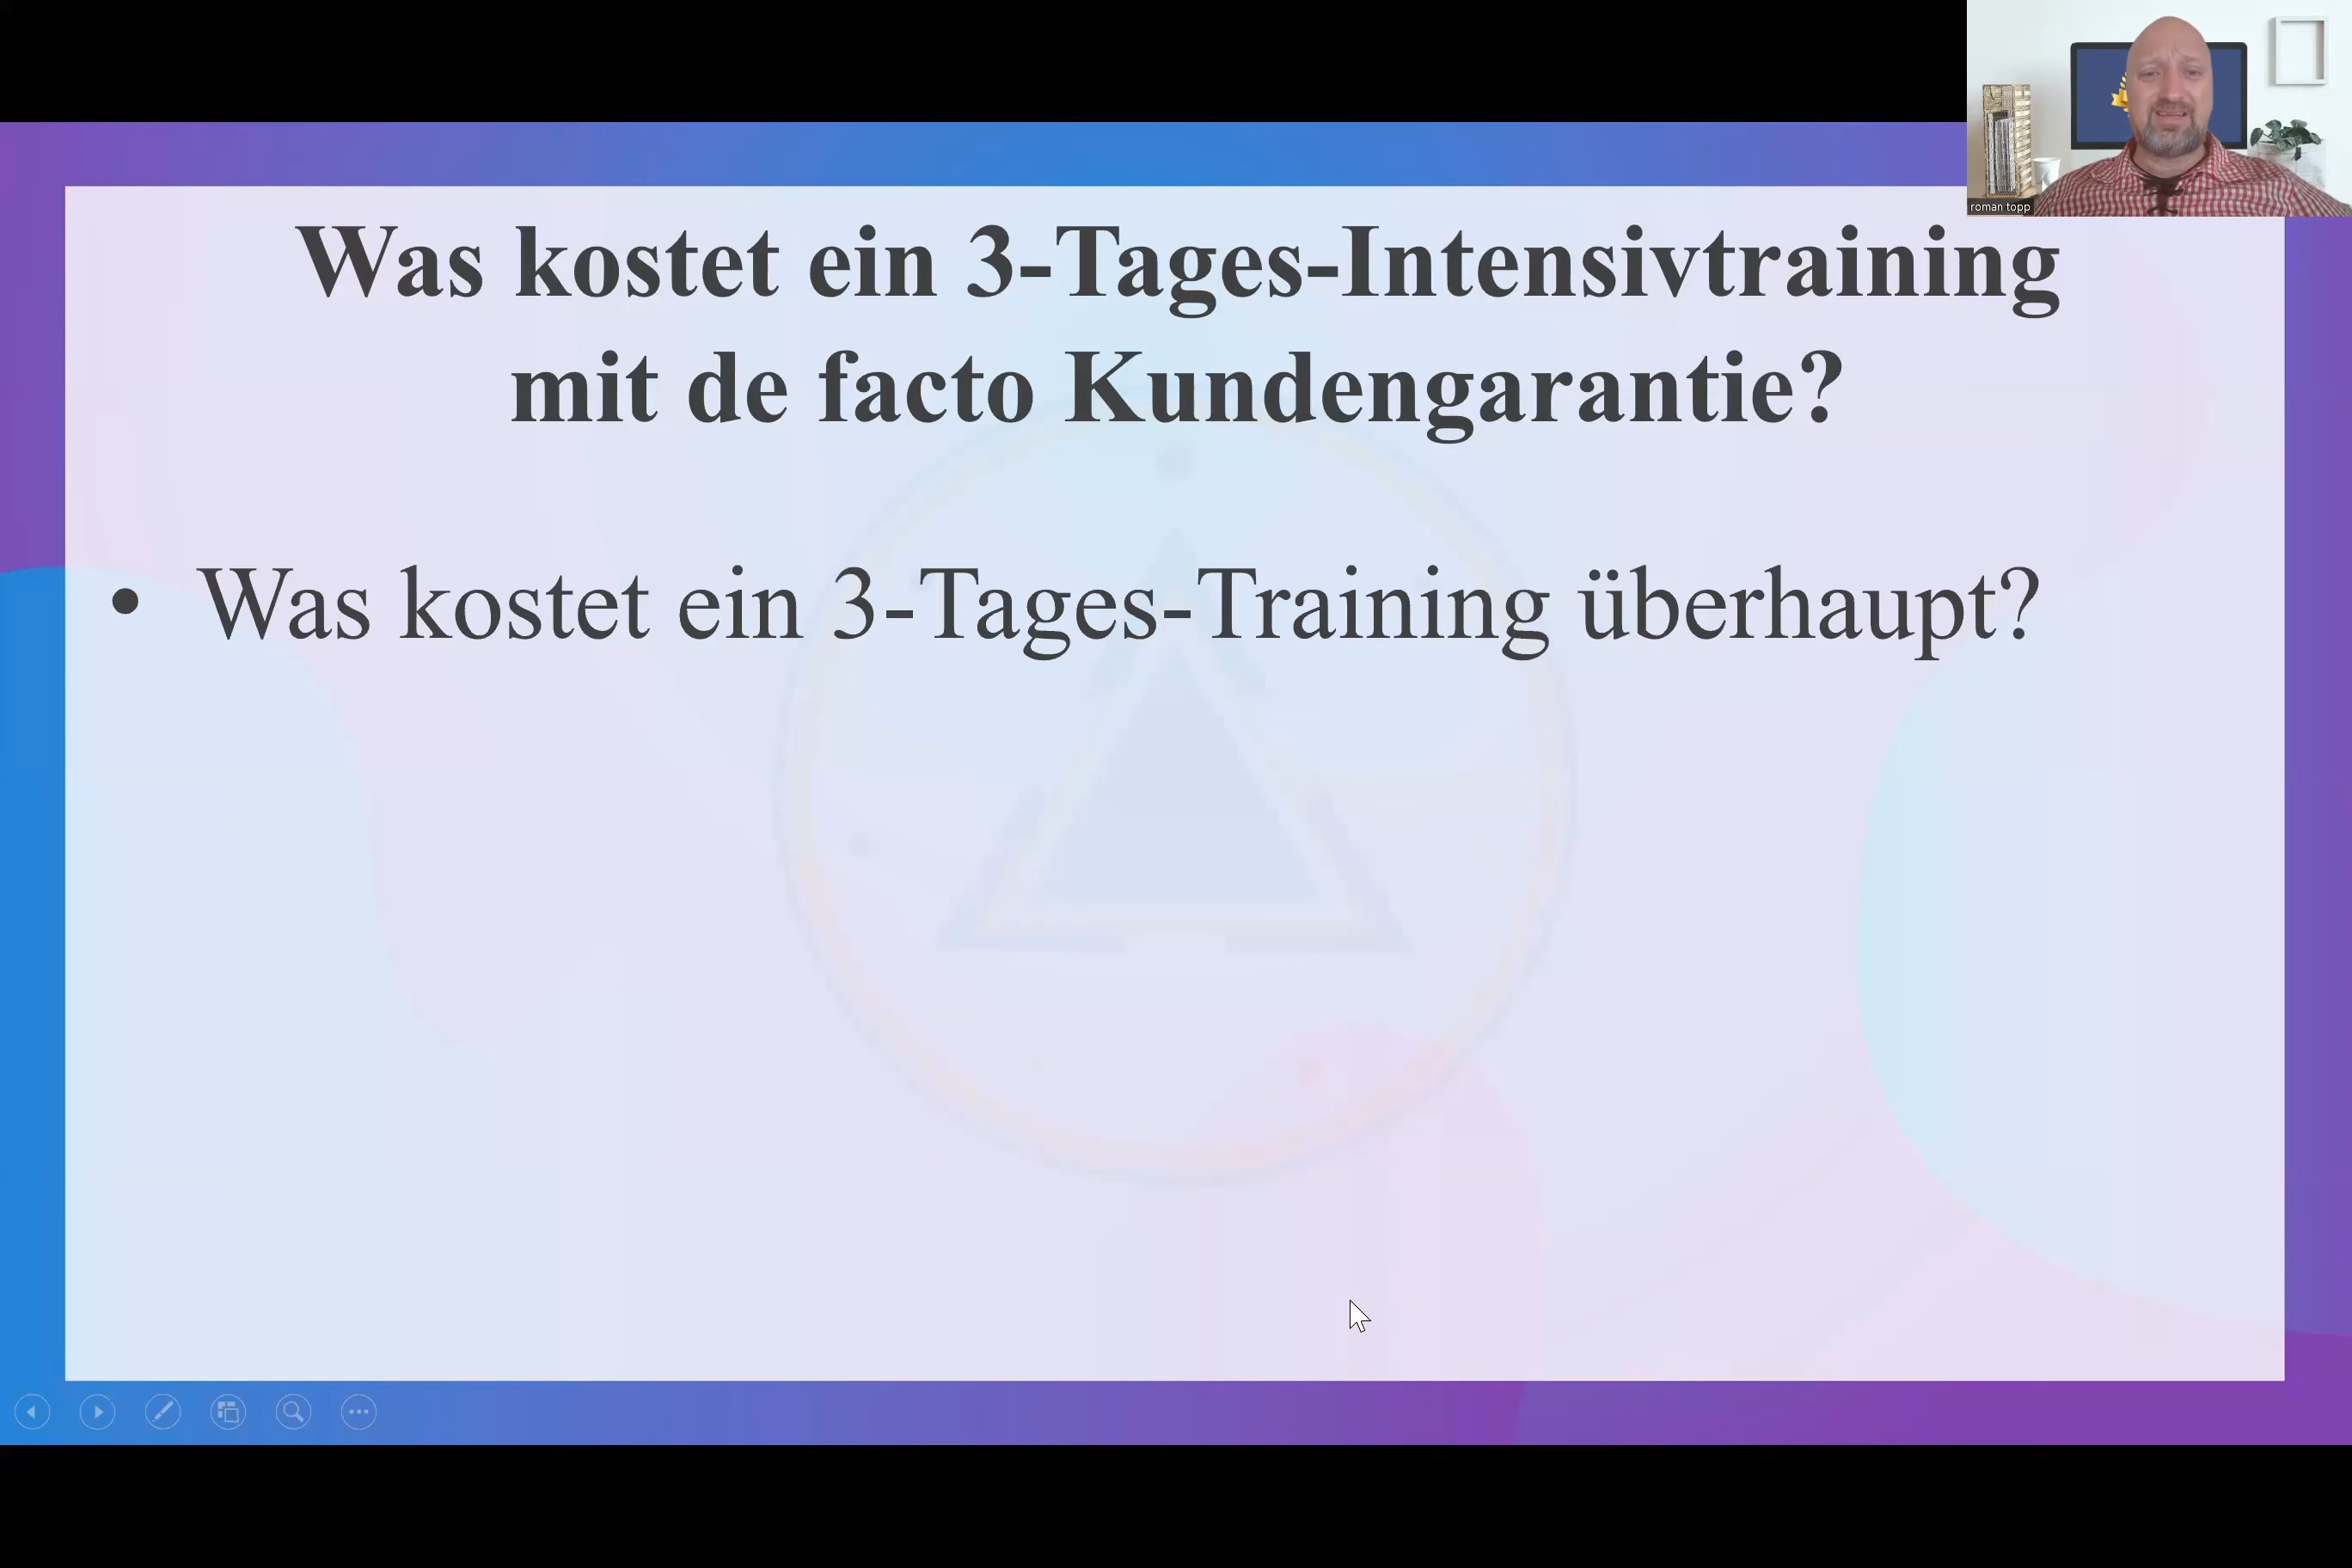 roman topp
Was kostet ein 3-Tages-Intensivtraining
mit de facto Kundengarantie?
• Was kostet ein 3-Tages-Training überhaupt?